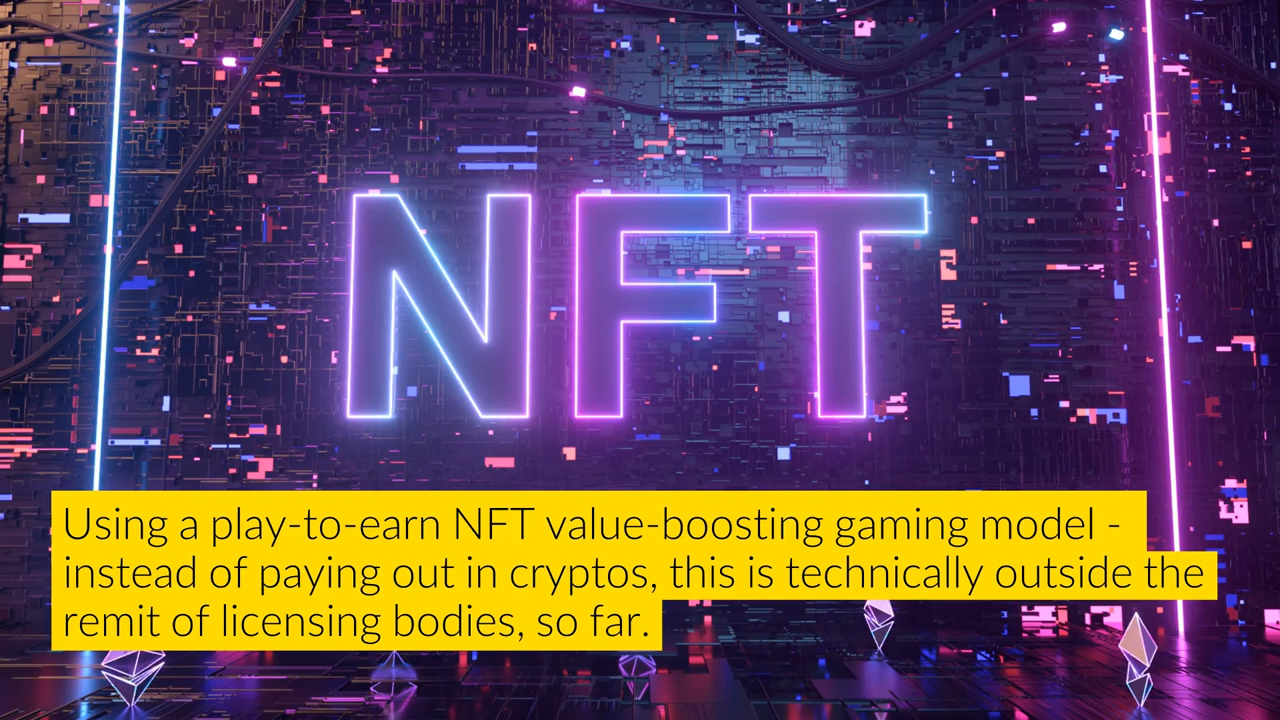 NFT
Using a play-to-earn NFT value-boosting gaming model -
instead of paying out in cryptos, this is technically outside the
remit of licensing bodies, so far.